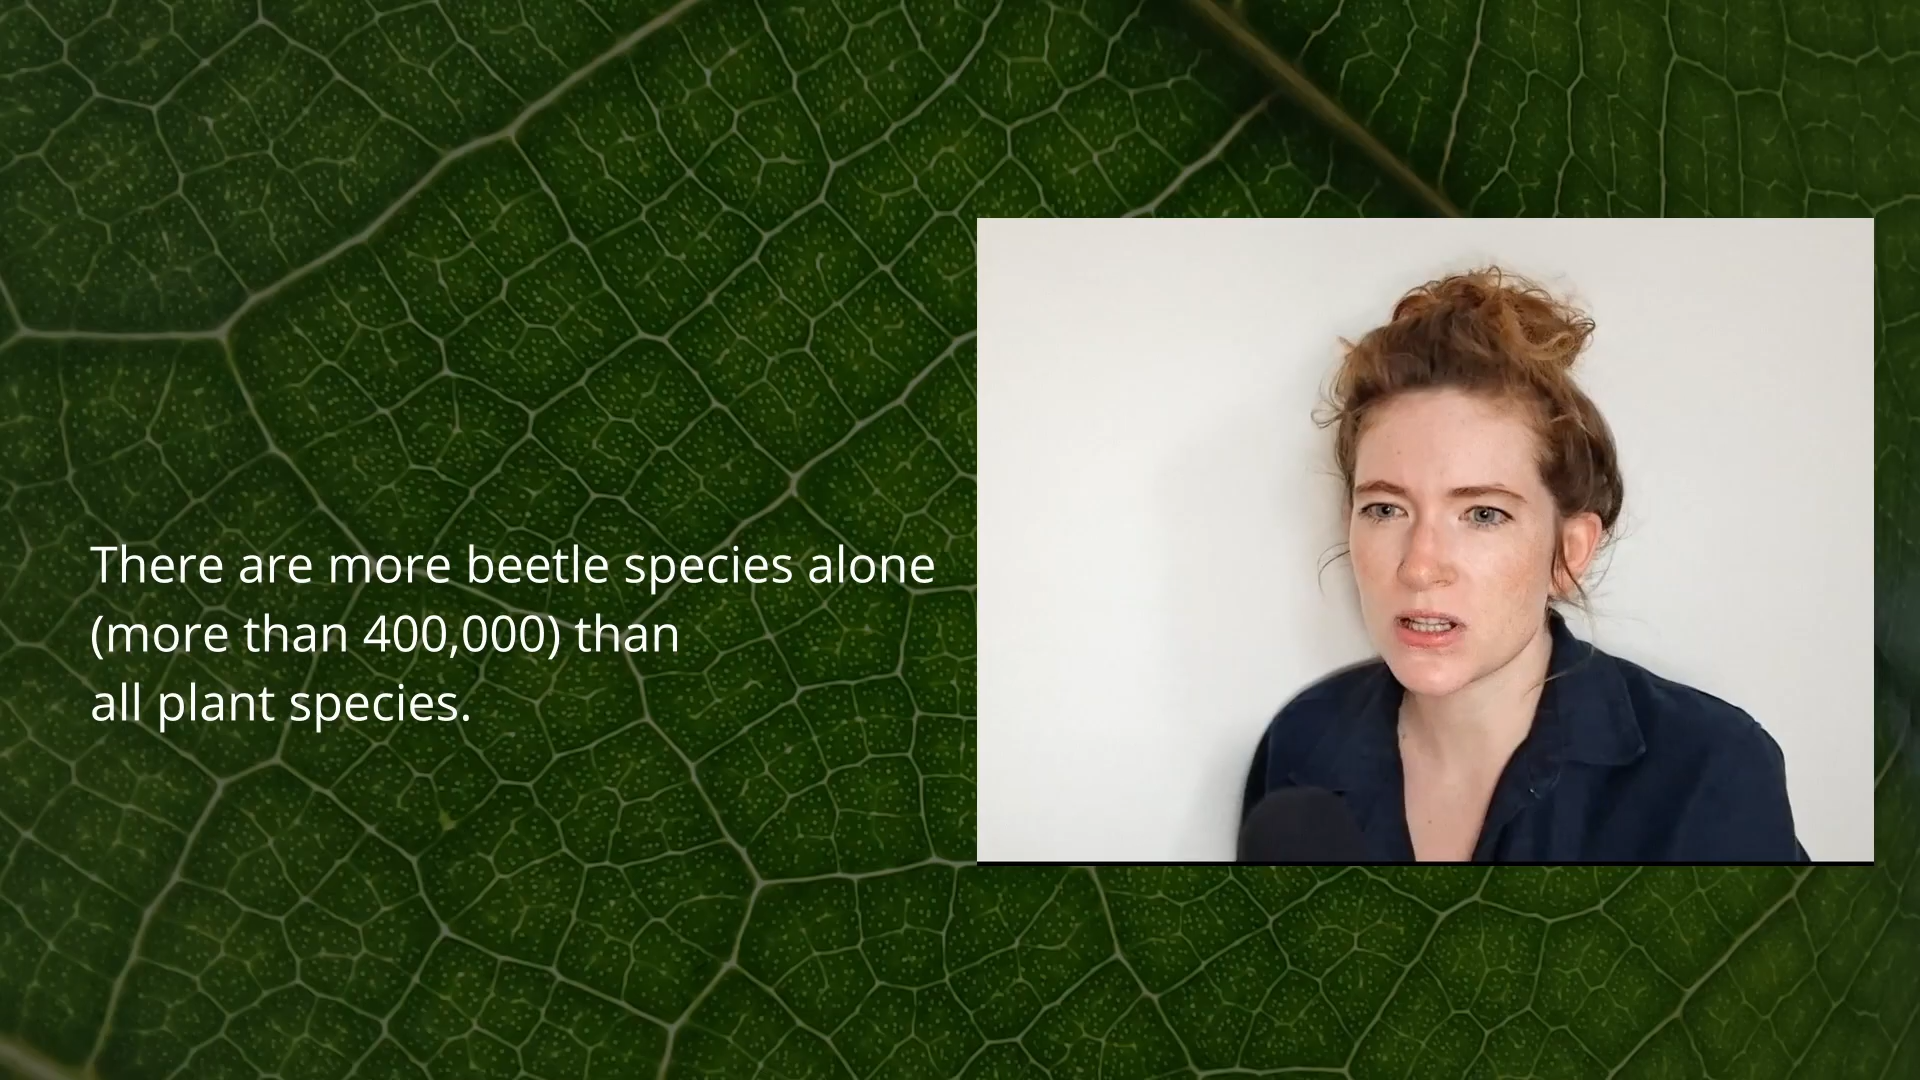 There are more beetle species alone
(more than 400,000) than
all plant species.